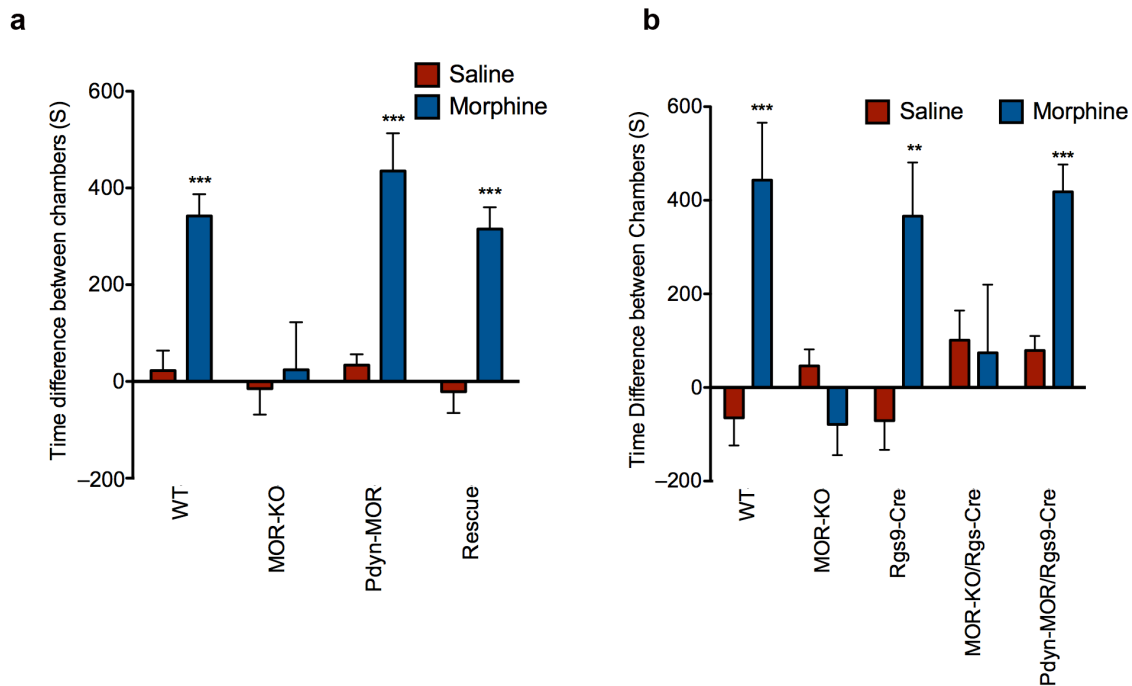 a
Saline
Morphine
Time difference between chambers (S)
600
400
200
0
–200
***
***
***
WT
MOR-KO
Pdyn-MOR
Rescue
b
Saline
Morphine
Time Difference between Chambers (S)
600
400
200
0
–200
***
**
***
WT
MOR-KO
Rgs9-Cre
MOR-KO/Rgs-Cre
Pdyn-MOR/Rgs9-Cre